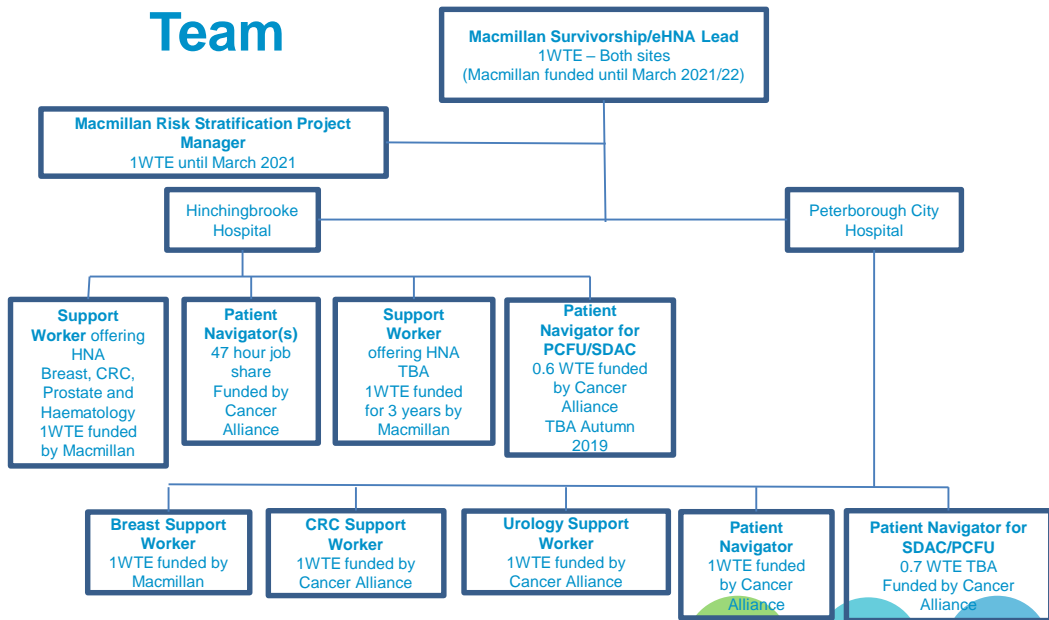 Team
Macmillan Survivorship/eHNA Lead
1WTE – Both sites
(Macmillan funded until March 2021/22)
Macmillan Risk Stratification Project
Manager
1WTE until March 2021
Hinchingbrooke
Hospital
Peterborough City
Hospital
Support
Worker offering
HNA
Breast, CRC,
Prostate and
Haematology
1WTE funded
by Macmillan
Patient
Navigator(s)
47 hour job
share
Funded by
Cancer
Alliance
Support
Worker
offering HNA
TBA
1WTE funded
for 3 years by
Macmillan
Patient
Navigator for
PCFU/SDAC
0.6 WTE funded
by Cancer
Alliance
TBA Autumn
2019
Breast Support
Worker
1WTE funded by
Macmillan
CRC Support
Worker
1WTE funded by
Cancer Alliance
Urology Support
Worker
1WTE funded by
Cancer Alliance
Patient
Navigator
1WTE funded
by Cancer
Alliance
Patient Navigator for
SDAC/PCFU
0.7 WTE TBA
Funded by Cancer
Alliance